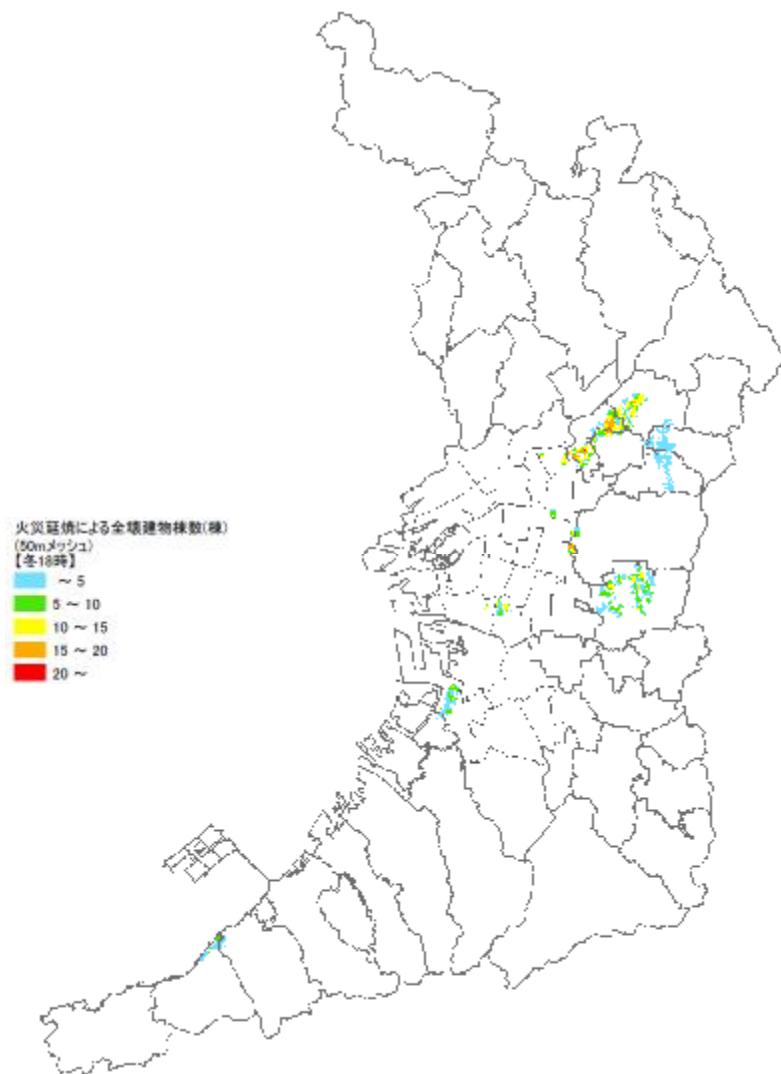 火災延焼による全壊建物棟数(棟)
(50mメッシュ)
【冬18時】
～ 5
5 ～ 10
10 ～ 15
15 ～ 20
20 ～